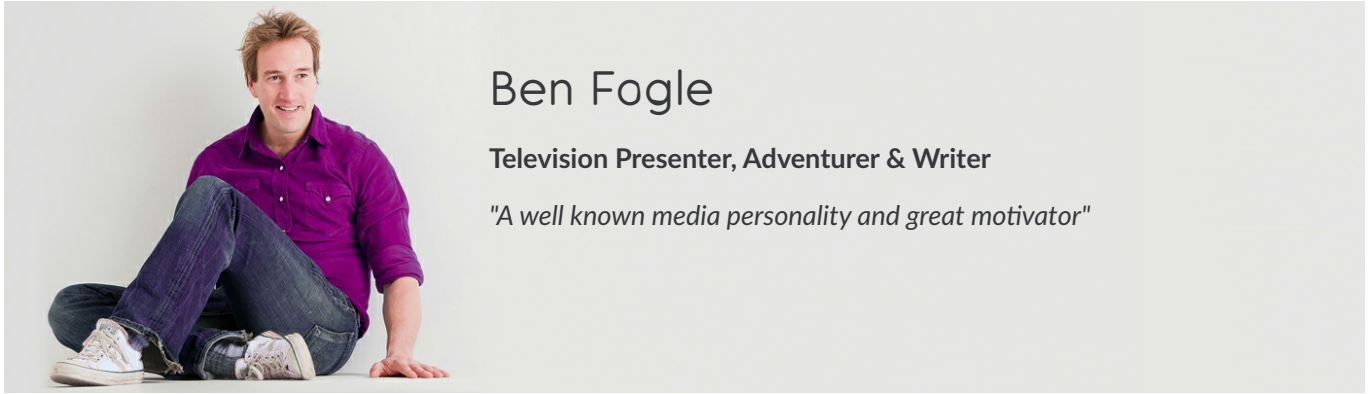 Ben Fogle
Television Presenter, Adventurer & Writer
"A well known media personality and great motivator"